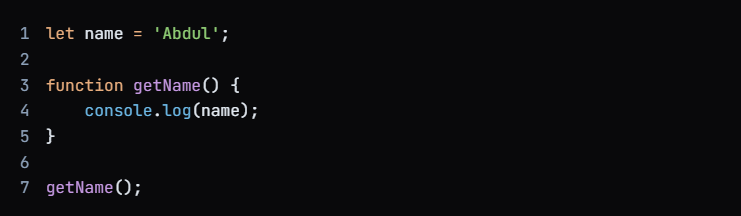 1 let name = 'Abdul';
2
3 function getName() {
4     console.log(name);
5 }
6
7 getName();